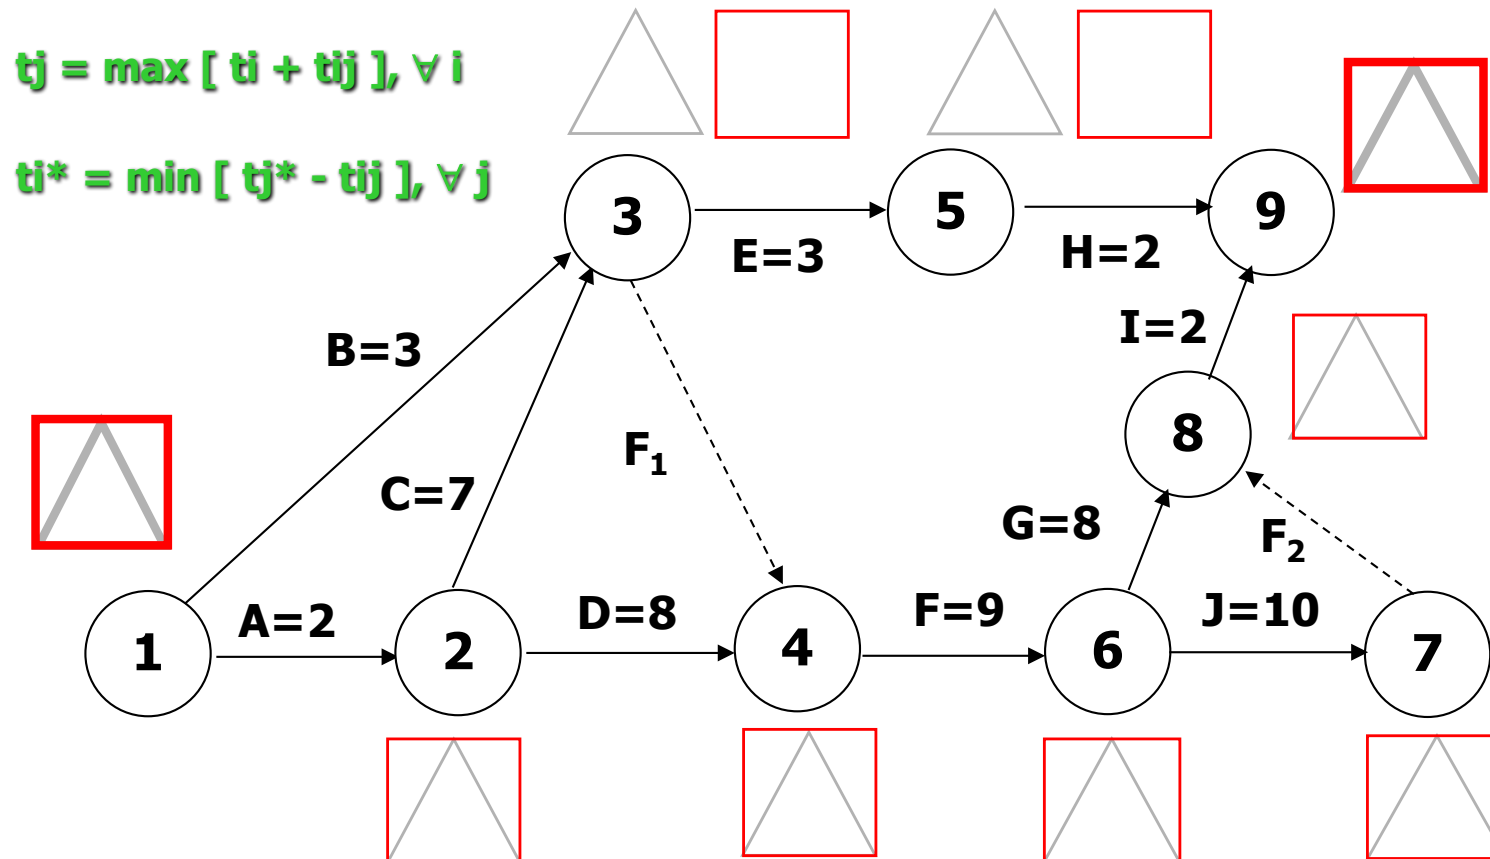 tj = max [ ti + tij ], ∀ i
ti* = min [ tj* - tij ], ∀ j
3
5
9
E=3
H=2
B=3
I=2
F₁
8
C=7
G=8
F₂
A=2
D=8
F=9
J=10
1
2
4
6
7